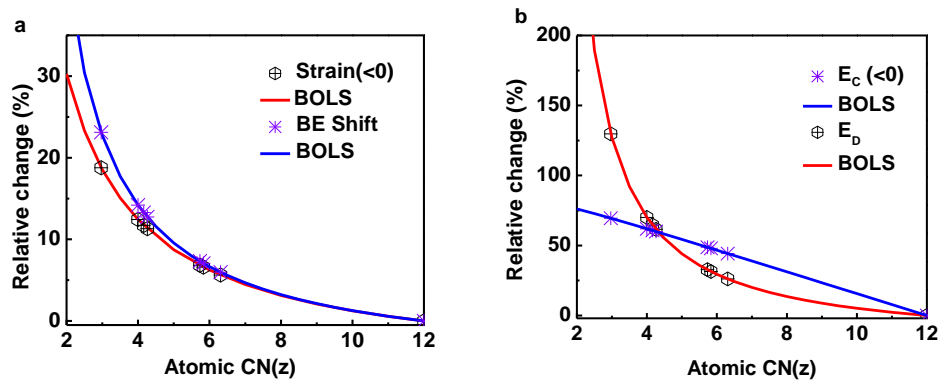 a
Relative change (%)
30
20
10
0
Strain(<0)
BOLS
BE Shift
BOLS
2 4 6 8 10 12
Atomic CN(z)
b
Relative change (%)
200
150
100
50
0
E_C (<0)
BOLS
E_D
BOLS
2 4 6 8 10 12
Atomic CN(z)